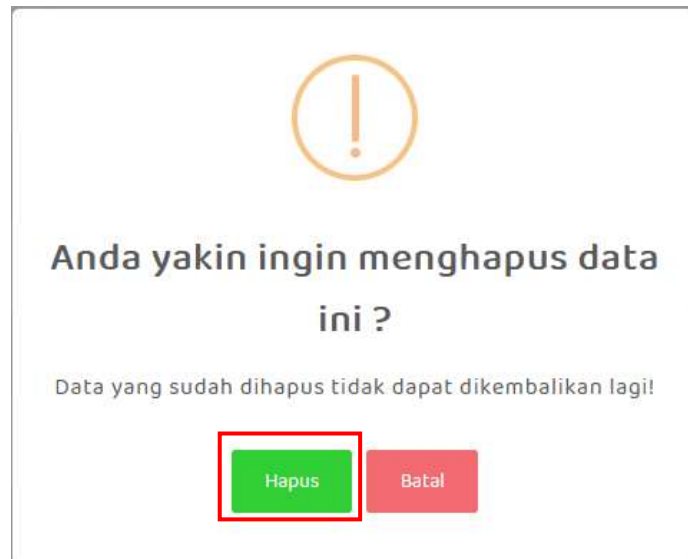 Anda yakin ingin menghapus data
ini ?
Data yang sudah dihapus tidak dapat dikembalikan lagi!
Hapus Batal